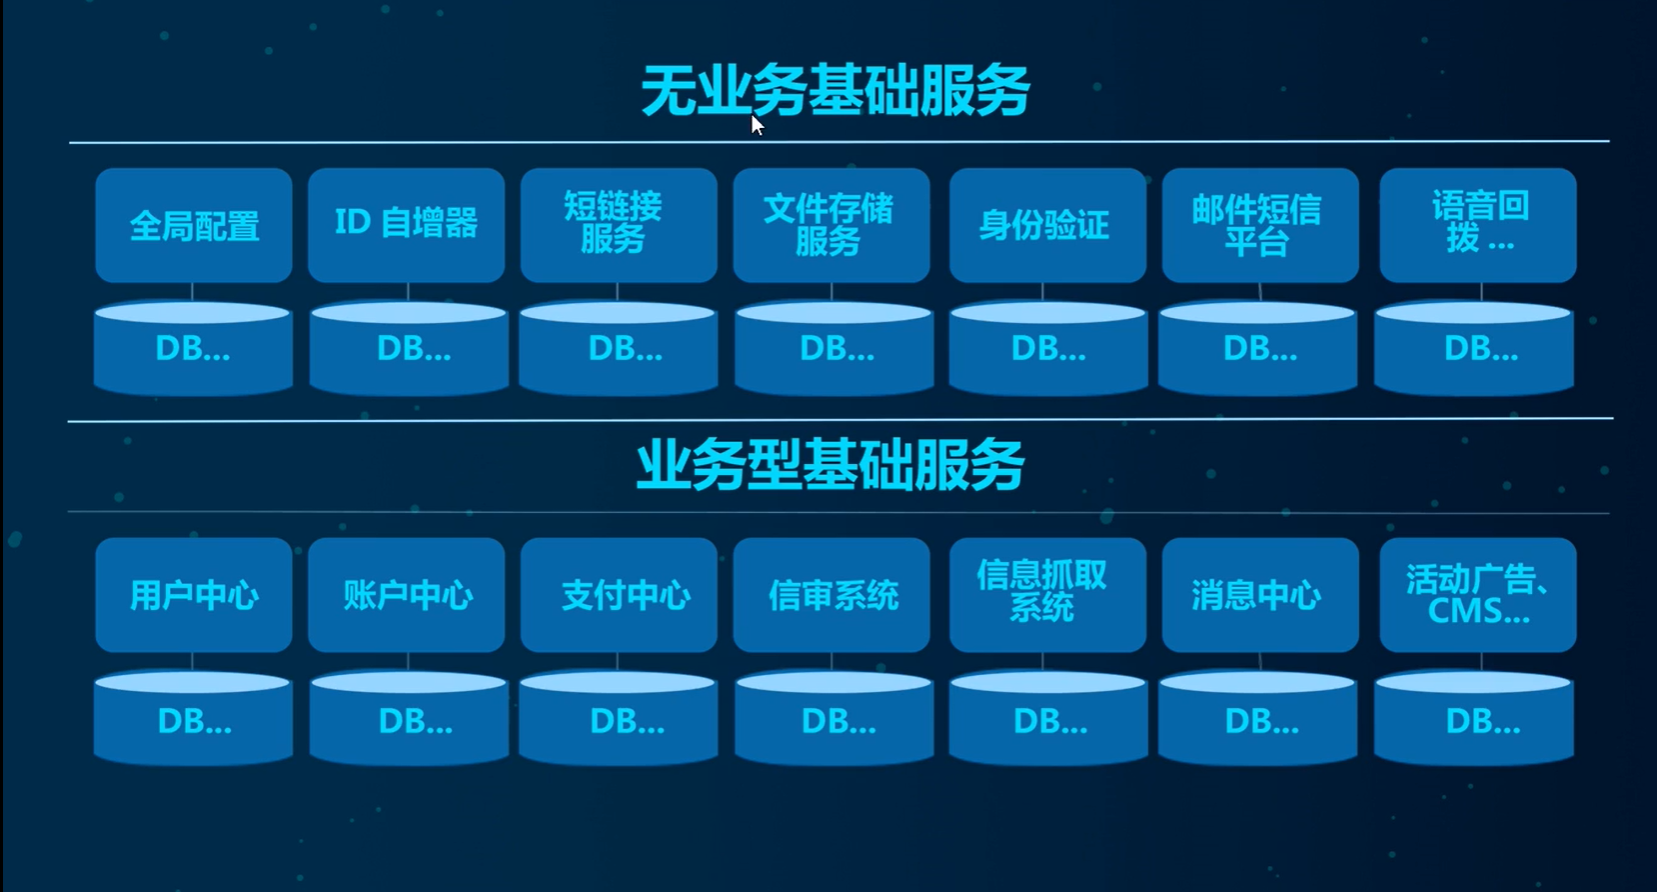 无业务基础服务
全局配置
ID 自增器
短链接
服务
文件存储
服务
身份验证
邮件短信
平台
语音回
拨 ...
DB...
DB...
DB...
DB...
DB...
DB...
DB...
业务型基础服务
用户中心
账户中心
支付中心
信审系统
信息抓取
系统
消息中心
活动广告、
CMS...
DB...
DB...
DB...
DB...
DB...
DB...
DB...